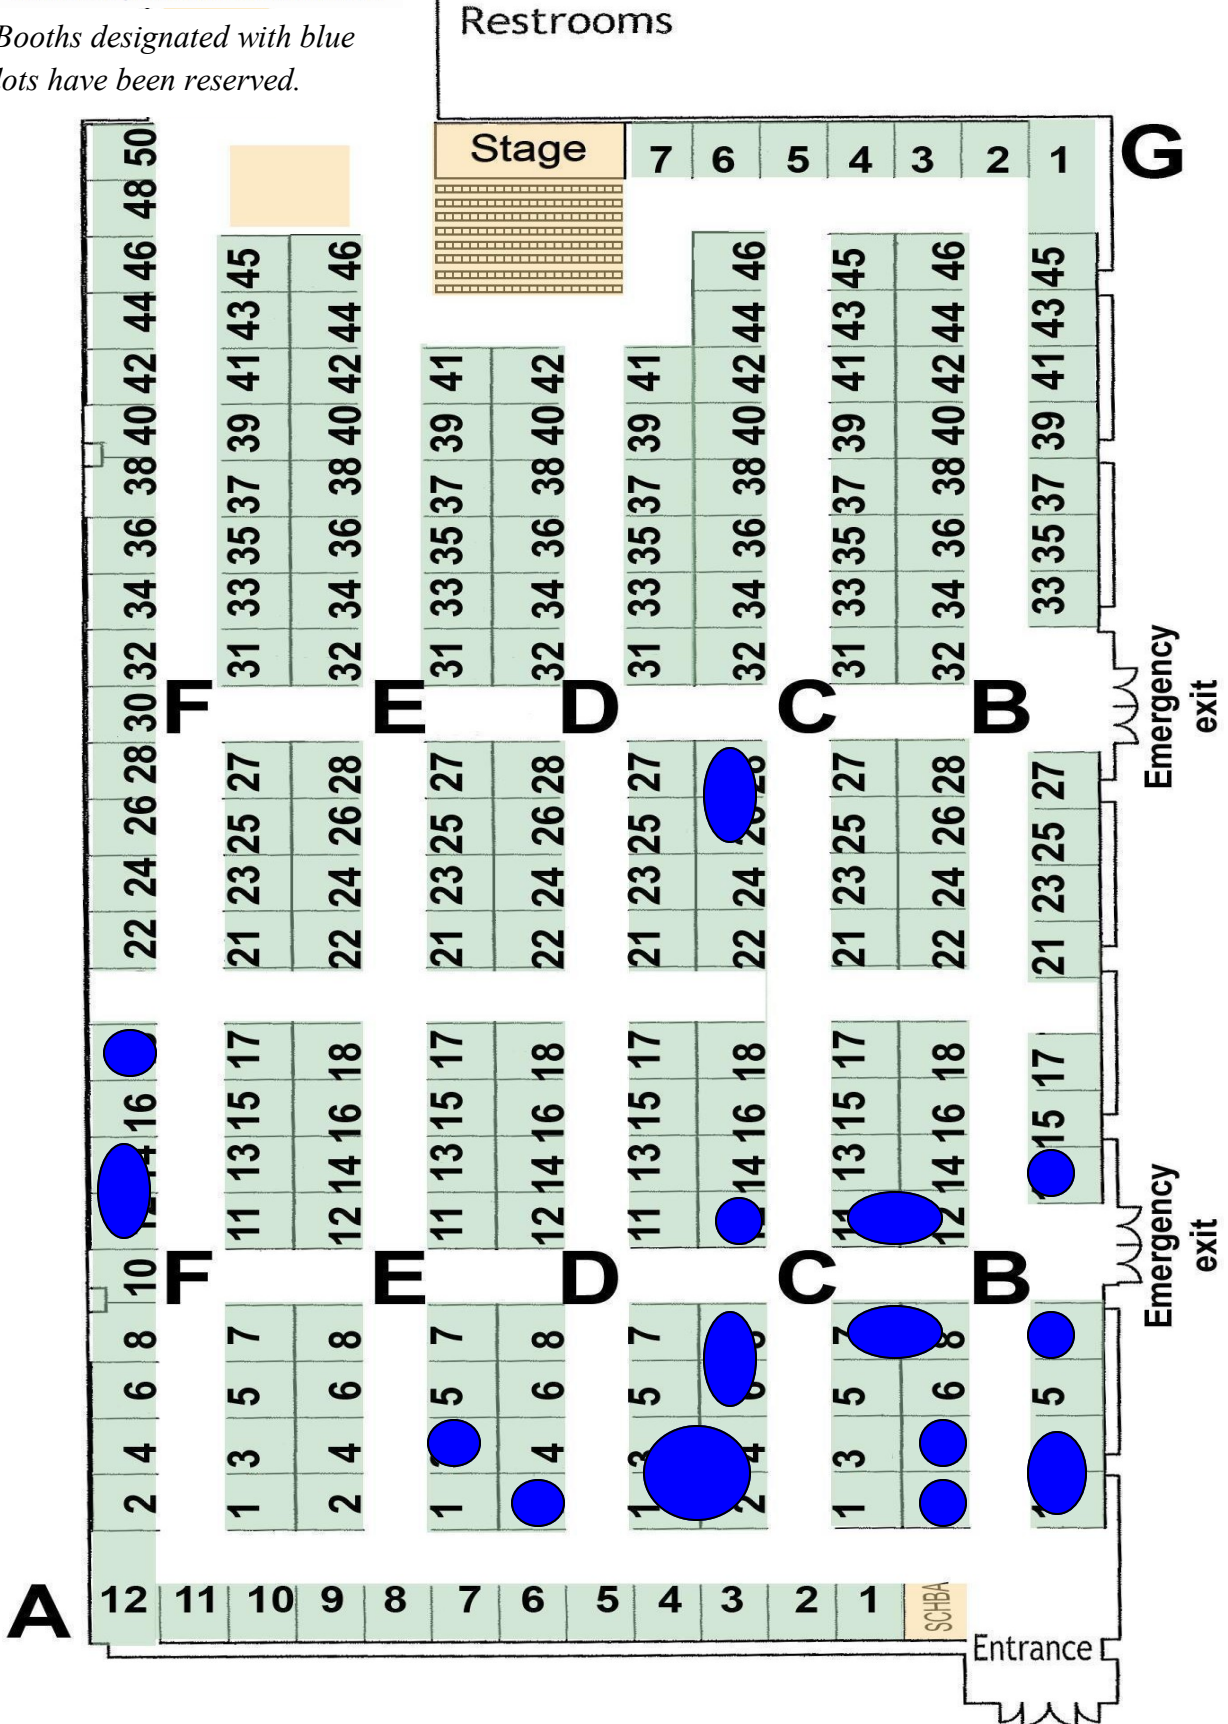 Booths designated with blue
lots have been reserved.
Restrooms
Stage
7 6 5 4 3 2 1
G
50
48
46 45 46 46 45 46 45
44 43 44 44 43 44 43
42 41 42 41 42 41 42 41 42 41
40 39 40 39 40 39 40 39 40 39
38 37 38 37 38 37 38 37 38 37
36 35 36 35 36 35 36 35 36 35
34 33 34 33 34 33 34 33 34 33
32 31 32 31 32 31 32 31 32
30 F E D C B
Emergency
exit
28 27 28 27 28 27 27 28 27
26 25 26 25 26 25 25 26 25
24 23 24 23 24 23 24 23 24 23
22 21 22 21 22 21 22 21 22 21
17 18 17 18 17 18 17 18 17
16 15 16 15 16 15 16 15 16 15
14 13 14 13 14 13 14 13 14
11 12 11 12 11 12
10 F E D C B
Emergency
exit
8 7 8 7 8 7
6 5 6 5 6 5 5 6 5
4 3 4 4 3
2 1 2 1 1
A
12 11 10 9 8 7 6 5 4 3 2 1 SCHBA
Entrance